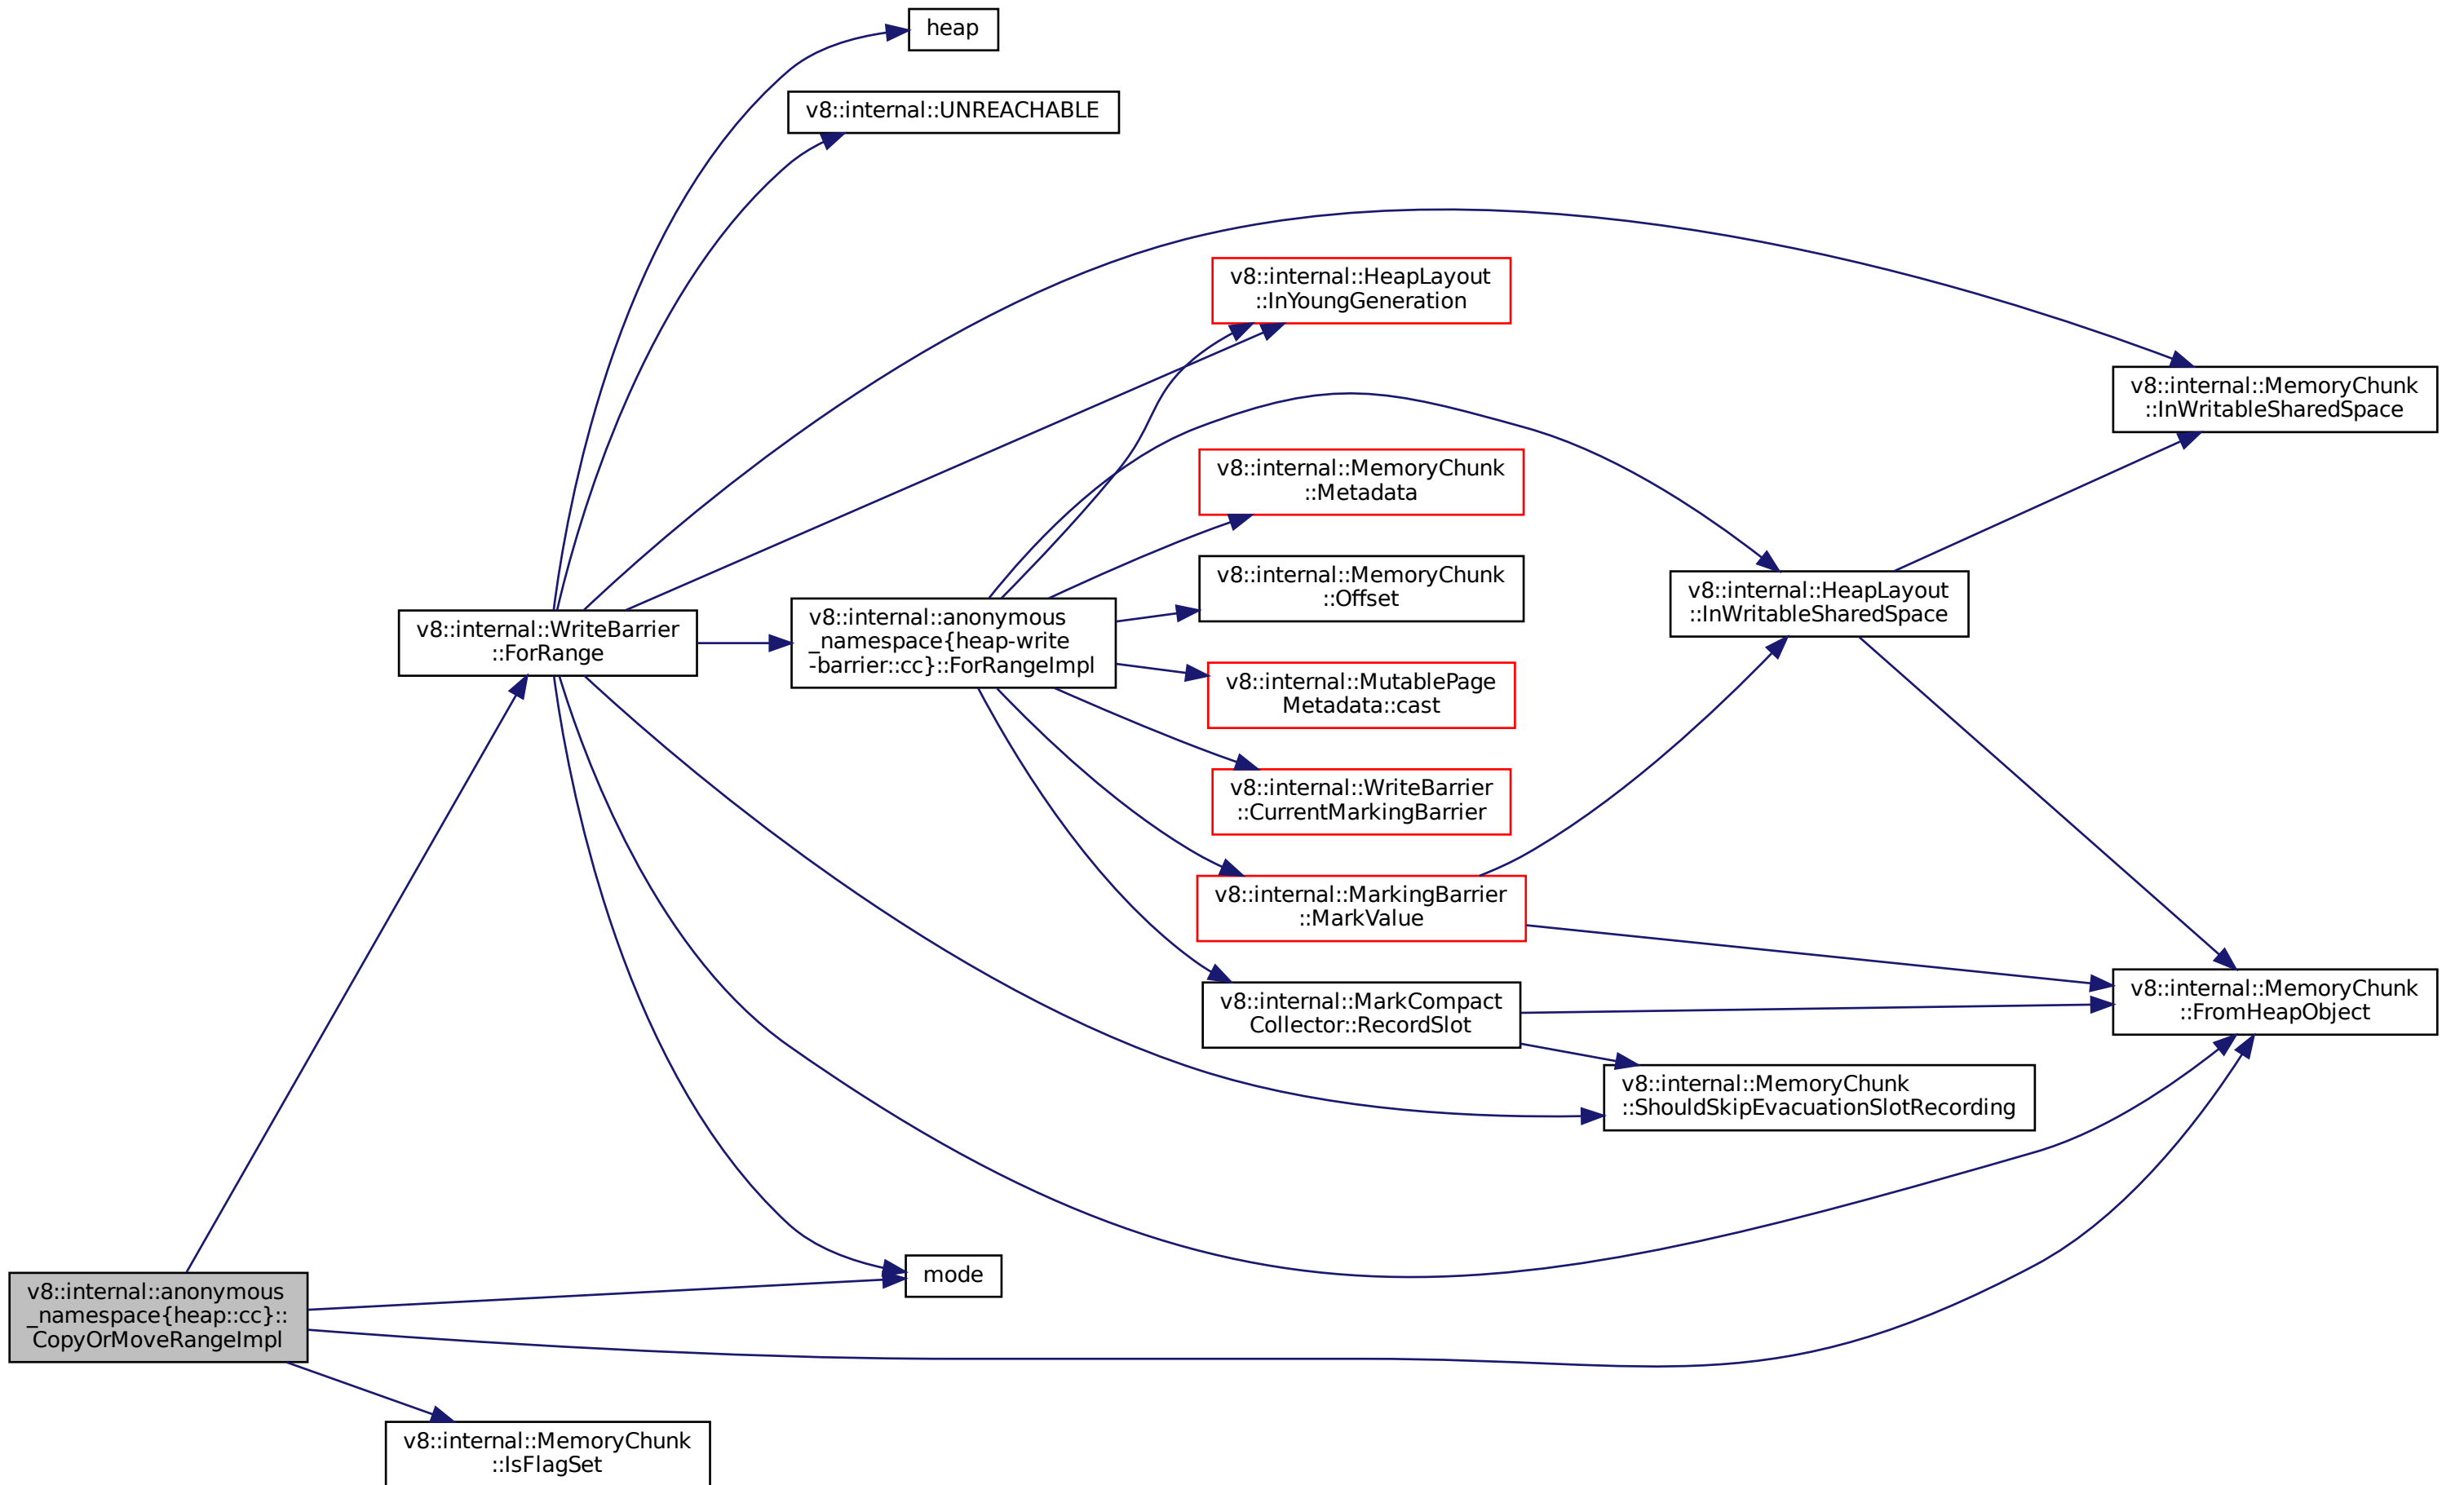 heap
v8::internal::UNREACHABLE
v8::internal::HeapLayout
::InYoungGeneration
v8::internal::MemoryChunk
::InWritableSharedSpace
v8::internal::MemoryChunk
::Metadata
v8::internal::MemoryChunk
::Offset
v8::internal::HeapLayout
::InWritableSharedSpace
v8::internal::WriteBarrier
::ForRange
v8::internal::anonymous
_namespace{heap-write
-barrier::cc}::ForRangeImpl
v8::internal::MutablePage
Metadata::cast
v8::internal::WriteBarrier
::CurrentMarkingBarrier
v8::internal::MarkingBarrier
::MarkValue
v8::internal::MarkCompact
Collector::RecordSlot
v8::internal::MemoryChunk
::FromHeapObject
v8::internal::MemoryChunk
::ShouldSkipEvacuationSlotRecording
mode
v8::internal::anonymous
_namespace{heap::cc}::
CopyOrMoveRangeImpl
v8::internal::MemoryChunk
::IsFlagSet